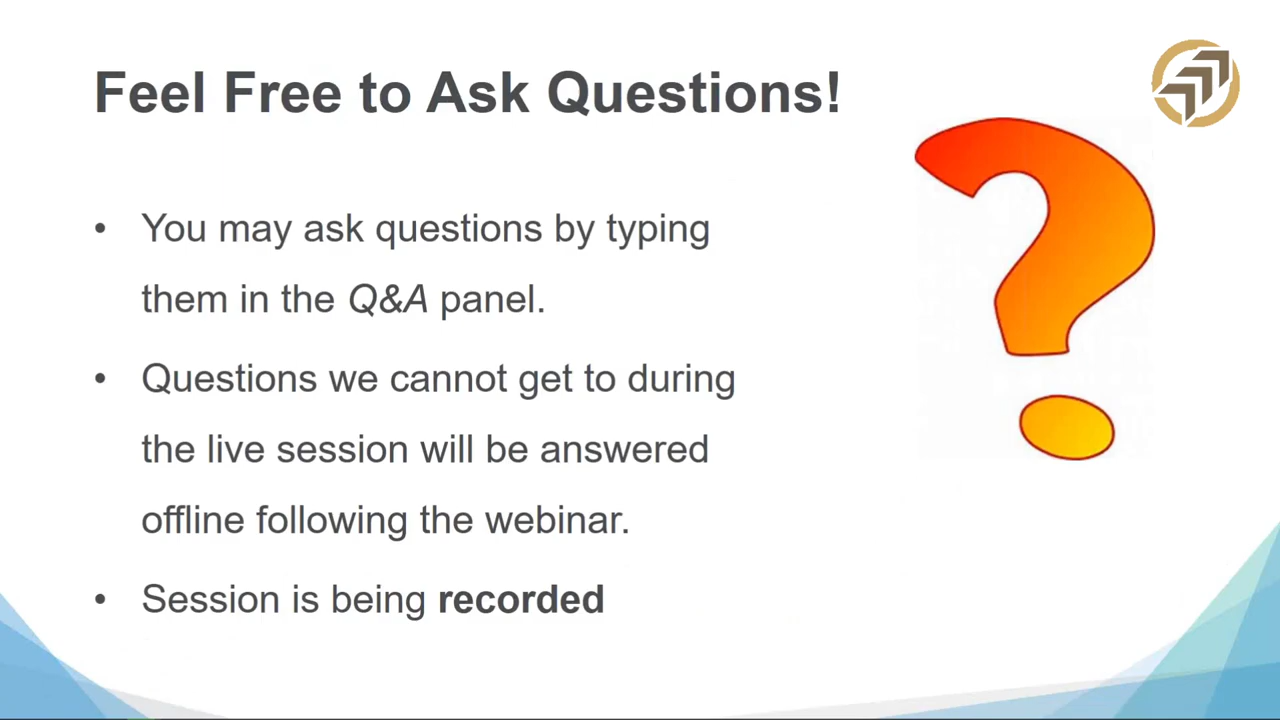 Feel Free to Ask Questions!
• You may ask questions by typing
them in the Q&A panel.
• Questions we cannot get to during
the live session will be answered
offline following the webinar.
• Session is being recorded